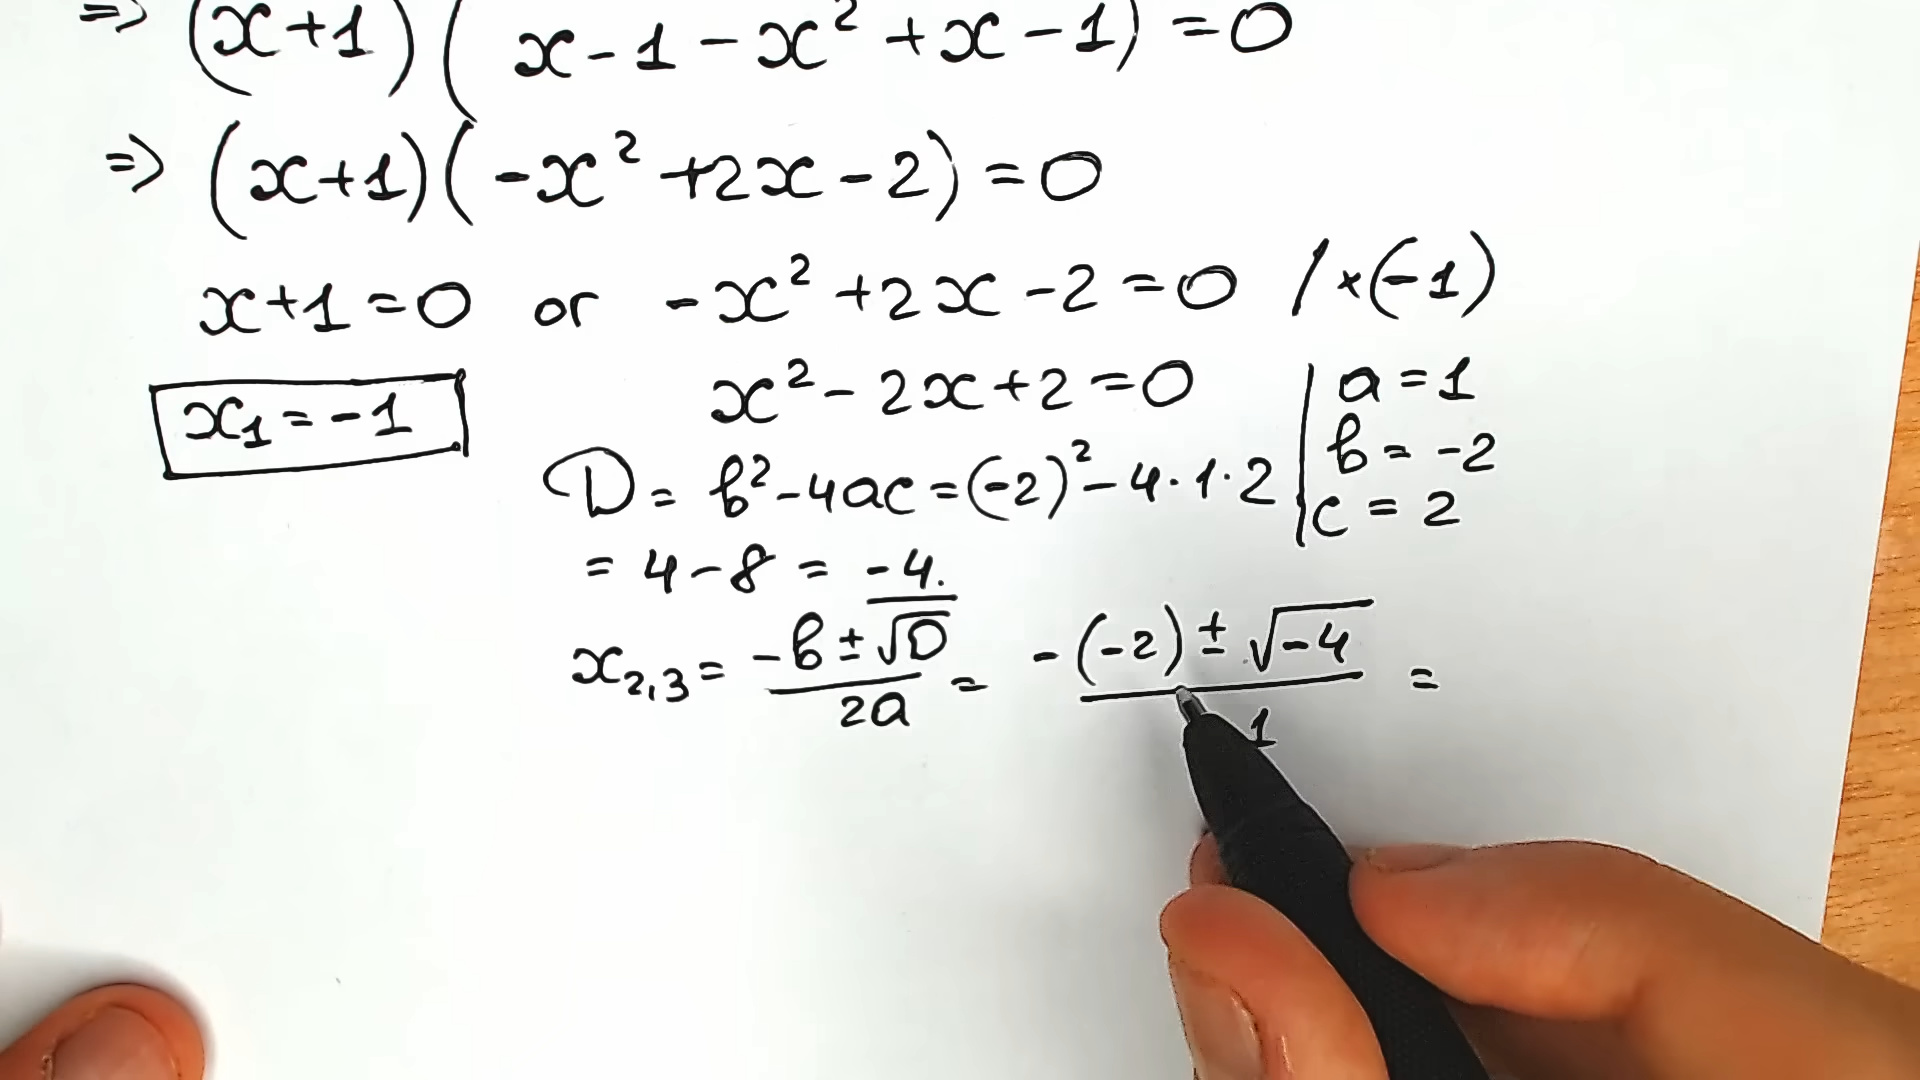 => (x+1)(x-1-x²+x-1)=0
=> (x+1)(-x²+2x-2)=0
x+1=0 or -x²+2x-2=0 /×(-1)
x²-2x+2=0 | a=1
x₁=-1
b=-2
D=b²-4ac=(-2)²-4·1·2 | c=2
=4-8=-4.
x₂,₃=(-b±√D)/2a=(-(-2)±√-4)/1=